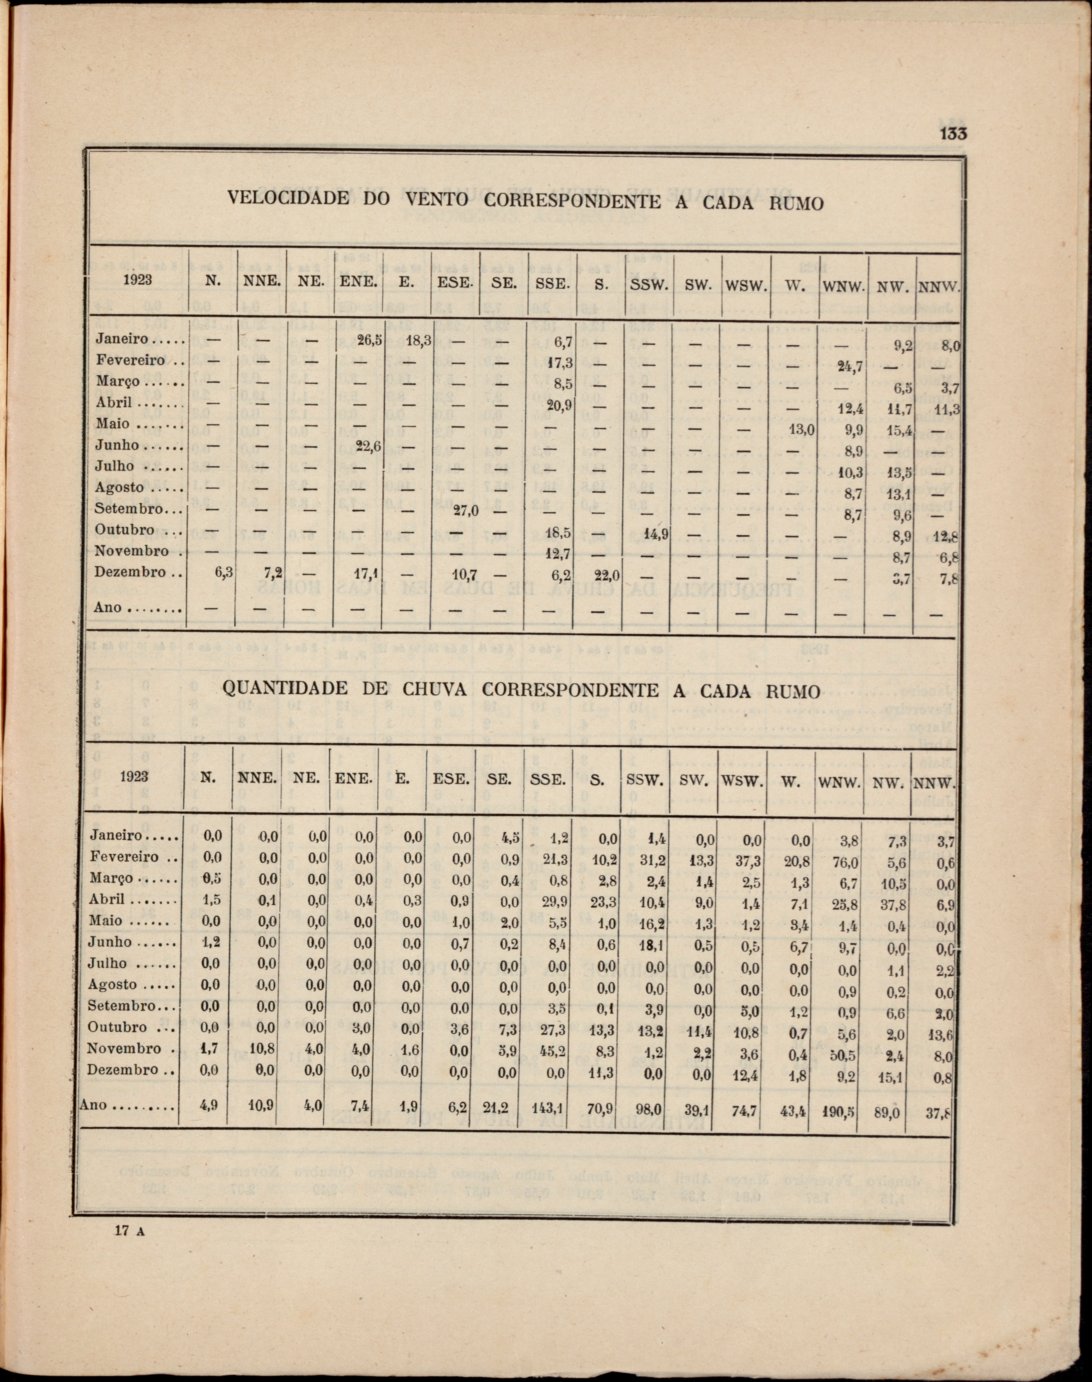 133
VELOCIDADE DO VENTO CORRESPONDENTE A CADA RUMO
1923 N. NNE. NE. ENE. E. ESE. SE. SSE. S. SSW. SW. WSW. W. WNW. NW. NNW.
Janeiro ..... — — — 26,5 18,3 — — 6,7 — — — — — — 9,2 8,0
Fevereiro .. — — — — — — — 17,3 — — — — — 24,7 — —
Março ...... — — — — — — — 8,5 — — — — — — 6,5 3,7
Abril ....... — — — — — — — 20,9 — — — — — 12,4 11,7 11,3
Maio ....... — — — — — — — — — — — — 13,0 9,9 15,4 —
Junho ...... — — — 22,6 — — — — — — — — — 8,9 — —
Julho ...... — — — — — — — — — — — — — 10,3 13,5 —
Agosto ..... — — — — — — — — — — — — — 8,7 13,1 —
Setembro... — — — — — 27,0 — — — — — — — 8,7 9,6 —
Outubro ... — — — — — — — 18,5 — 14,9 — — — — 8,9 12,8
Novembro . — — — — — — — 12,7 — — — — — — 8,7 6,8
Dezembro .. 6,3 7,2 — 17,1 — 10,7 — 6,2 22,0 — — — — — 3,7 7,8
Ano ........ — — — — — — — — — — — — — — — —
QUANTIDADE DE CHUVA CORRESPONDENTE A CADA RUMO
1923 N. NNE. NE. ENE. E. ESE. SE. SSE. S. SSW. SW. WSW. W. WNW. NW. NNW.
Janeiro ..... 0,0 0,0 0,0 0,0 0,0 0,0 4,5 1,2 0,0 1,4 0,0 0,0 0,0 3,8 7,3 3,7
Fevereiro .. 0,0 0,0 0,0 0,0 0,0 0,0 0,9 21,3 10,2 31,2 13,3 37,3 20,8 76,0 5,6 0,6
Março ...... 0,5 0,0 0,0 0,0 0,0 0,0 0,4 0,8 2,8 2,4 1,4 2,5 1,3 6,7 10,5 0,0
Abril ....... 1,5 0,1 0,0 0,4 0,3 0,9 0,0 29,9 23,3 10,4 9,0 1,4 7,1 25,8 37,8 6,9
Maio ...... 0,0 0,0 0,0 0,0 0,0 1,0 2,0 5,5 1,0 16,2 1,3 1,2 3,4 1,4 0,4 0,0
Junho ...... 1,2 0,0 0,0 0,0 0,0 0,7 0,2 8,4 0,6 18,1 0,5 0,5 6,7 9,7 0,0 0,0
Julho ...... 0,0 0,0 0,0 0,0 0,0 0,0 0,0 0,0 0,0 0,0 0,0 0,0 0,0 0,0 1,1 2,2
Agosto ..... 0,0 0,0 0,0 0,0 0,0 0,0 0,0 0,0 0,0 0,0 0,0 0,0 0,0 0,9 0,2 0,0
Setembro... 0,0 0,0 0,0 0,0 0,0 0,0 0,0 3,5 0,1 3,9 0,0 5,0 1,2 0,9 6,6 2,0
Outubro ... 0,0 0,0 0,0 3,0 0,0 3,6 7,3 27,3 13,3 13,2 11,4 10,8 0,7 5,6 2,0 13,6
Novembro . 1,7 10,8 4,0 4,0 1,6 0,0 5,9 45,2 8,3 1,2 2,2 3,6 0,4 50,5 2,4 8,0
Dezembro .. 0,0 0,0 0,0 0,0 0,0 0,0 0,0 0,0 11,3 0,0 0,0 12,4 1,8 9,2 15,1 0,8
Ano ......... 4,9 10,9 4,0 7,4 1,9 6,2 21,2 143,1 70,9 98,0 39,1 74,7 43,4 190,5 89,0 37,8
17 A